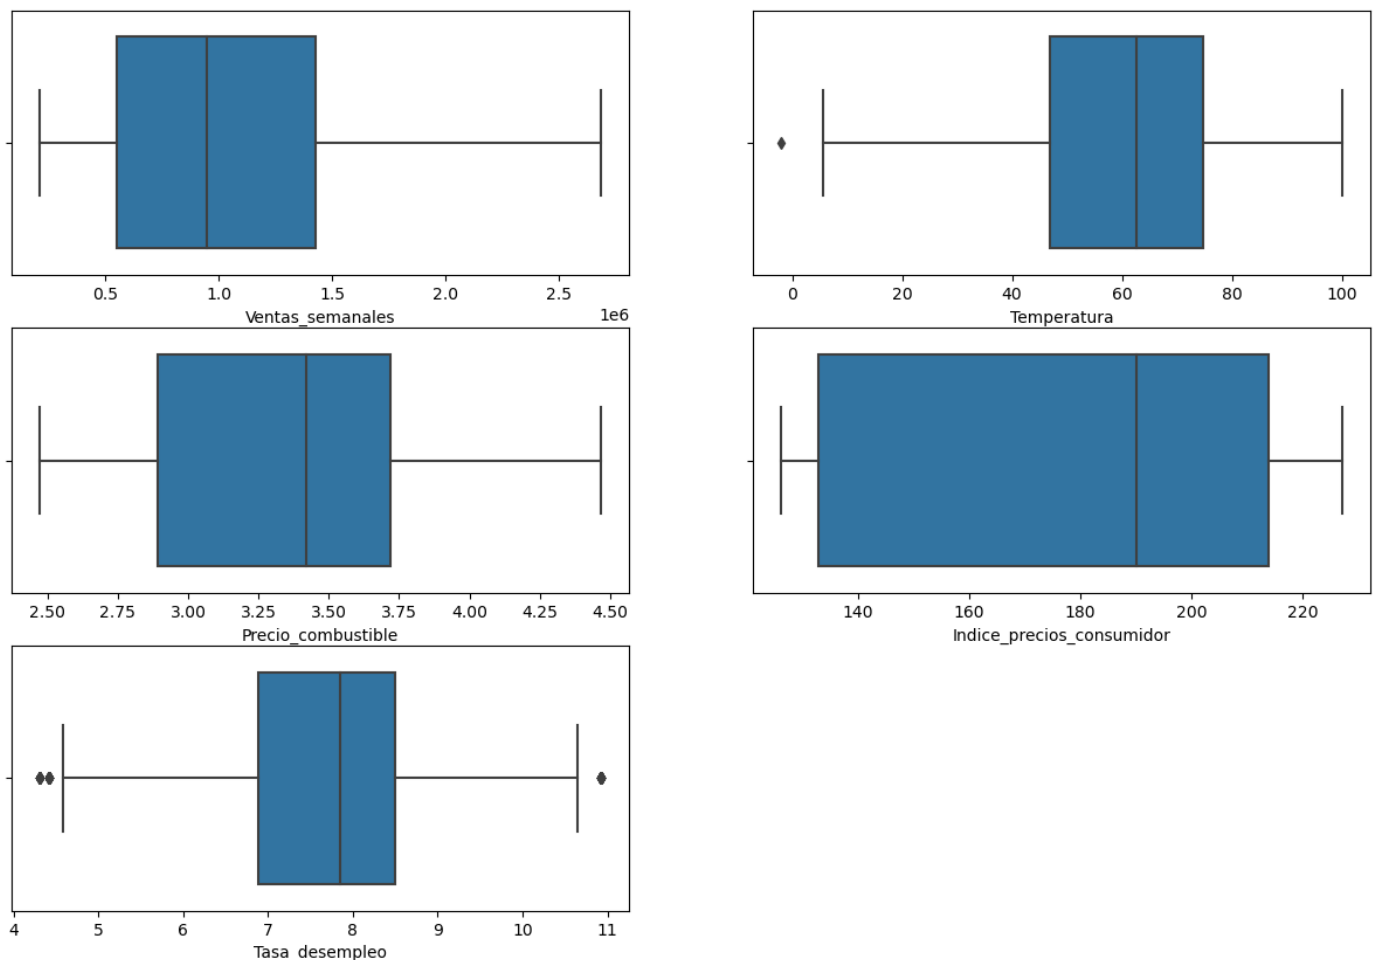 0.5 1.0 1.5 2.0 2.5
1e6
Ventas_semanales
0 20 40 60 80 100
Temperatura
2.50 2.75 3.00 3.25 3.50 3.75 4.00 4.25 4.50
Precio_combustible
140 160 180 200 220
Indice_precios_consumidor
4 5 6 7 8 9 10 11
Tasa_desempleo